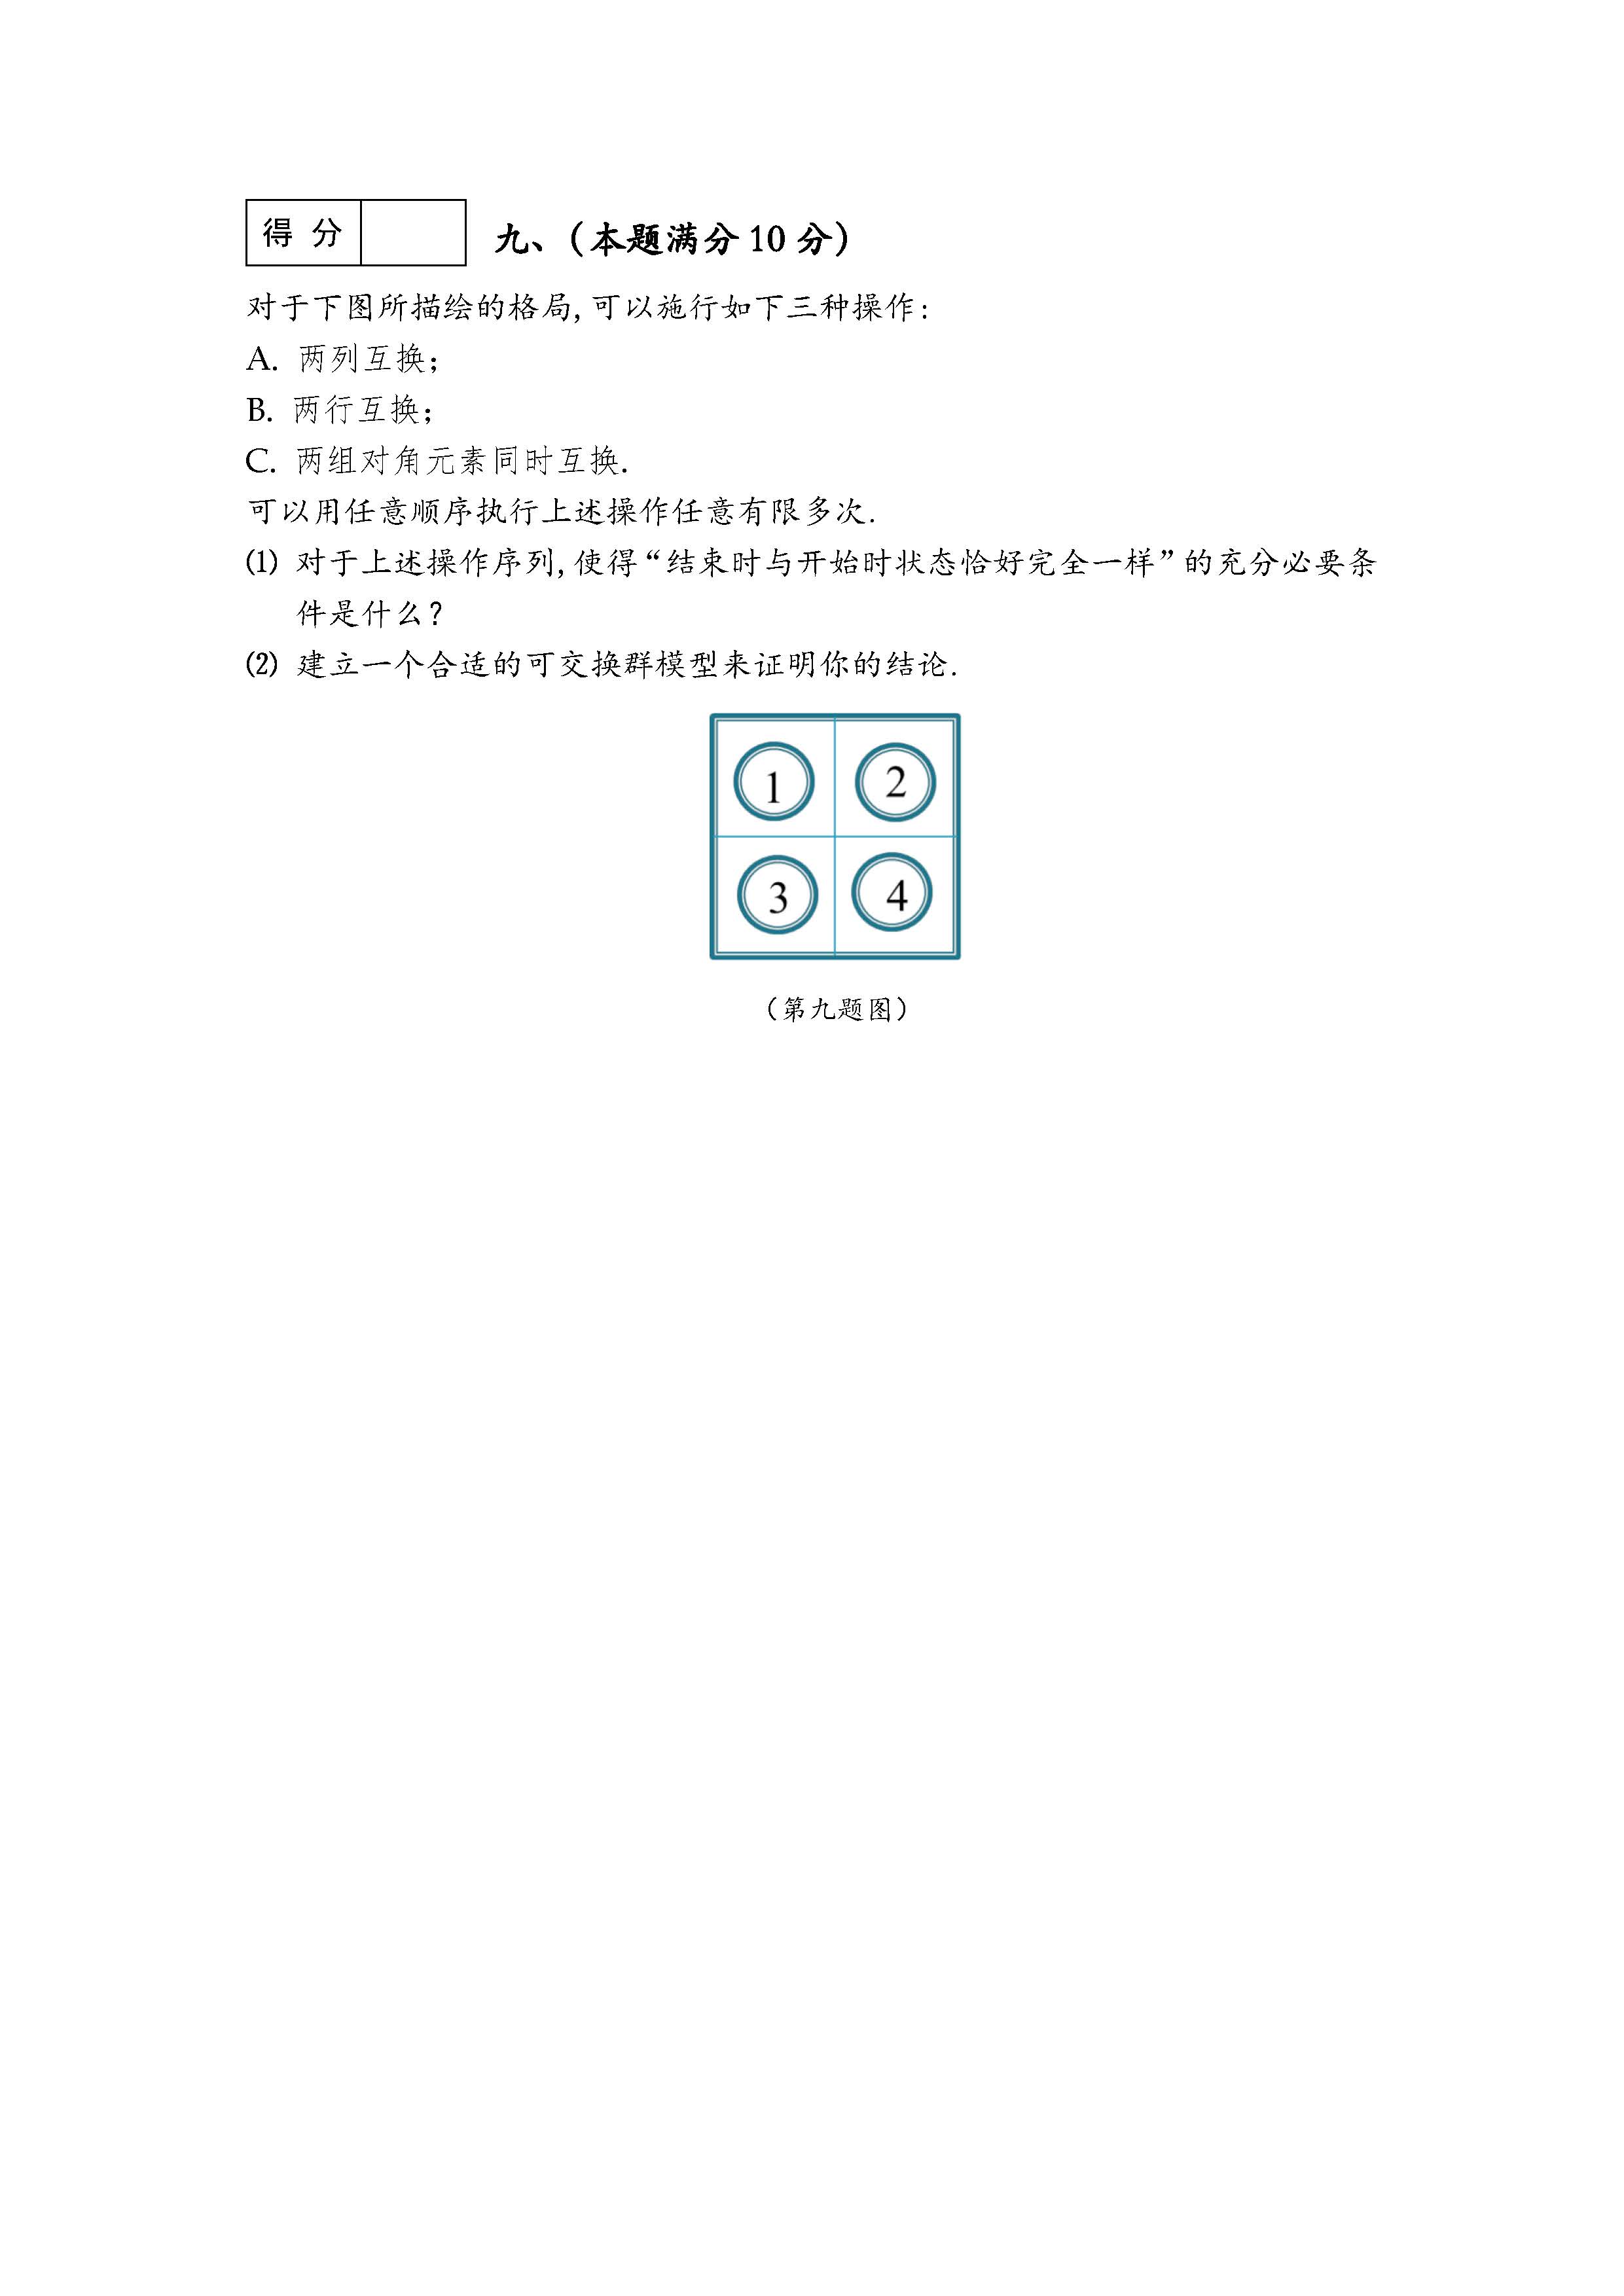 得 分
九、(本题满分 10 分)
对于下图所描绘的格局, 可以施行如下三种操作:
A. 两列互换;
B. 两行互换;
C. 两组对角元素同时互换.
可以用任意顺序执行上述操作任意有限多次.
⑴ 对于上述操作序列, 使得“结束时与开始时状态恰好完全一样”的充分必要条
件是什么?
⑵ 建立一个合适的可交换群模型来证明你的结论.
1 2
3 4
(第九题图)